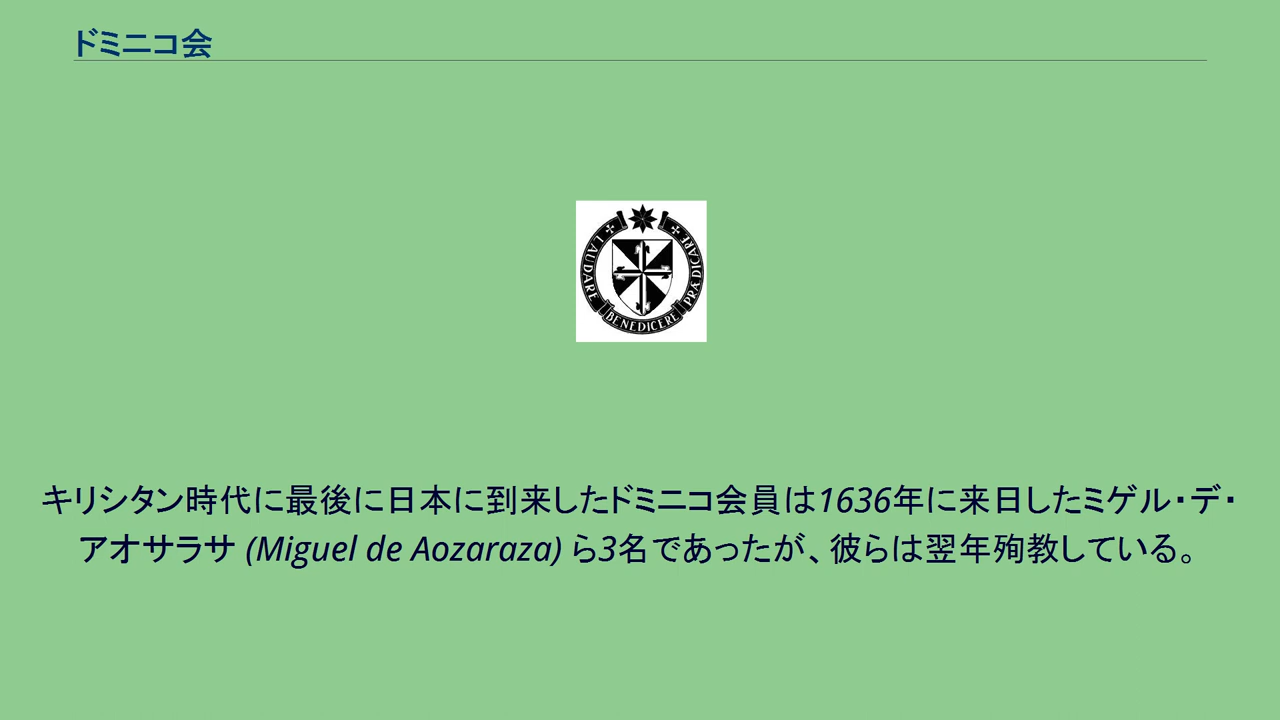 ドミニコ会
LAUDARE
BENEDICERE
PRÆDICARE
キリシタン時代に最後に日本に到来したドミニコ会員は1636年に来日したミゲル・デ・
アオサラサ (Miguel de Aozaraza) ら3名であったが、彼らは翌年殉教している。